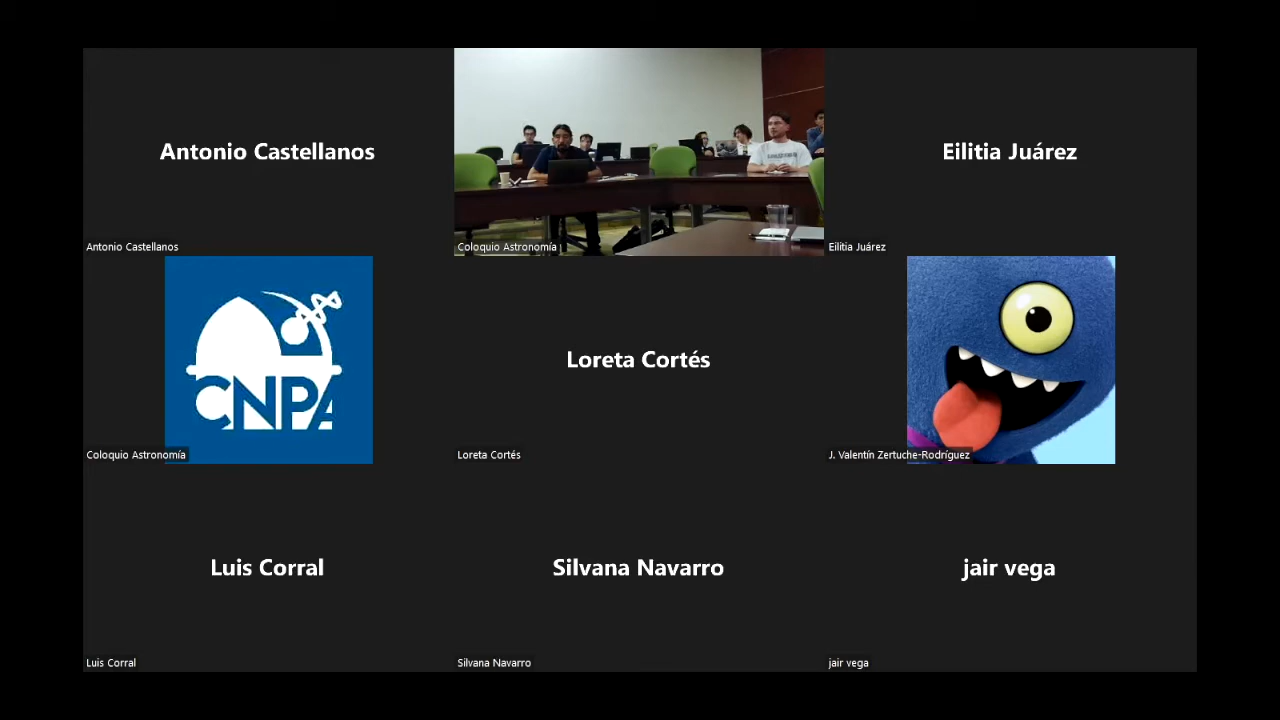 Antonio Castellanos
Antonio Castellanos
Coloquio Astronomía
Eilitia Juárez
Eilitia Juárez
CNPA
Coloquio Astronomía
Loreta Cortés
Loreta Cortés
J. Valentín Zertuche-Rodríguez
Luis Corral
Luis Corral
Silvana Navarro
Silvana Navarro
jair vega
jair vega